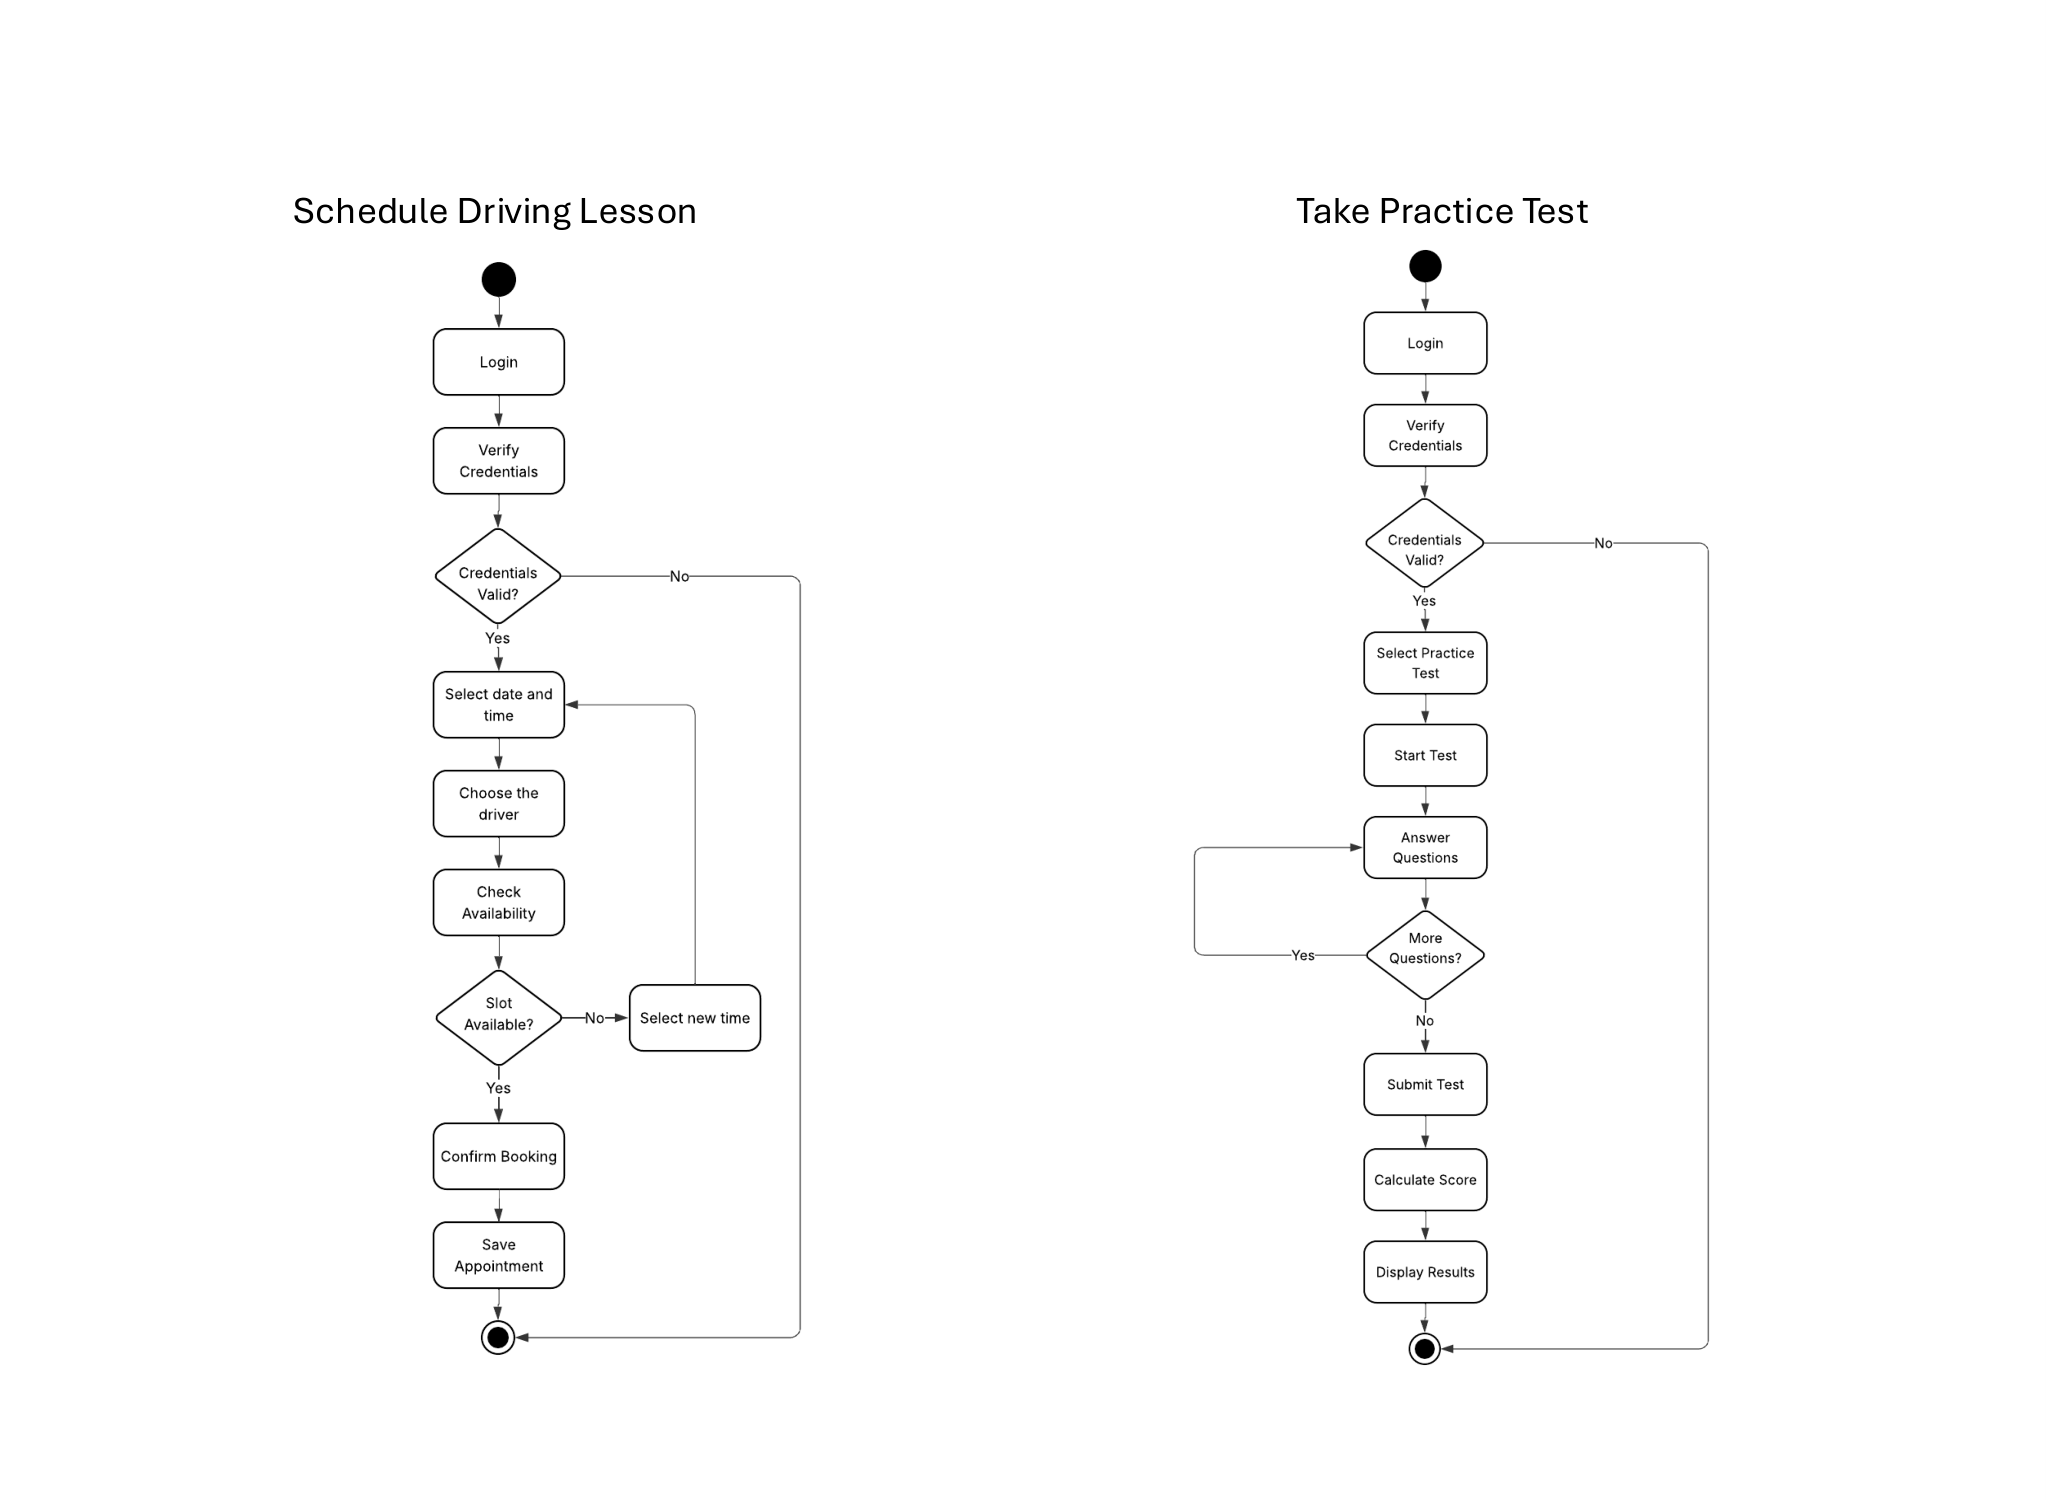 Schedule Driving Lesson
Login
Verify
Credentials
Credentials
Valid?
No
Yes
Select date and
time
Choose the
driver
Check
Availability
Slot
Available?
No
Select new time
Yes
Confirm Booking
Save
Appointment
Take Practice Test
Login
Verify
Credentials
Credentials
Valid?
No
Yes
Select Practice
Test
Start Test
Answer
Questions
More
Questions?
Yes
No
Submit Test
Calculate Score
Display Results